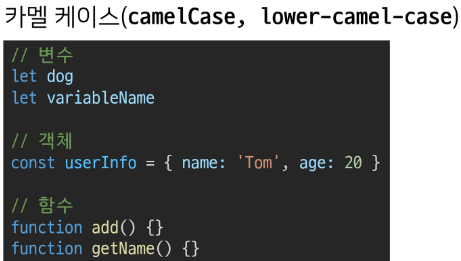 카멜 케이스(camelCase, lower-camel-case)
// 변수
let dog
let variableName
// 객체
const userInfo = { name: 'Tom', age: 20 }
// 함수
function add() {}
function getName() {}